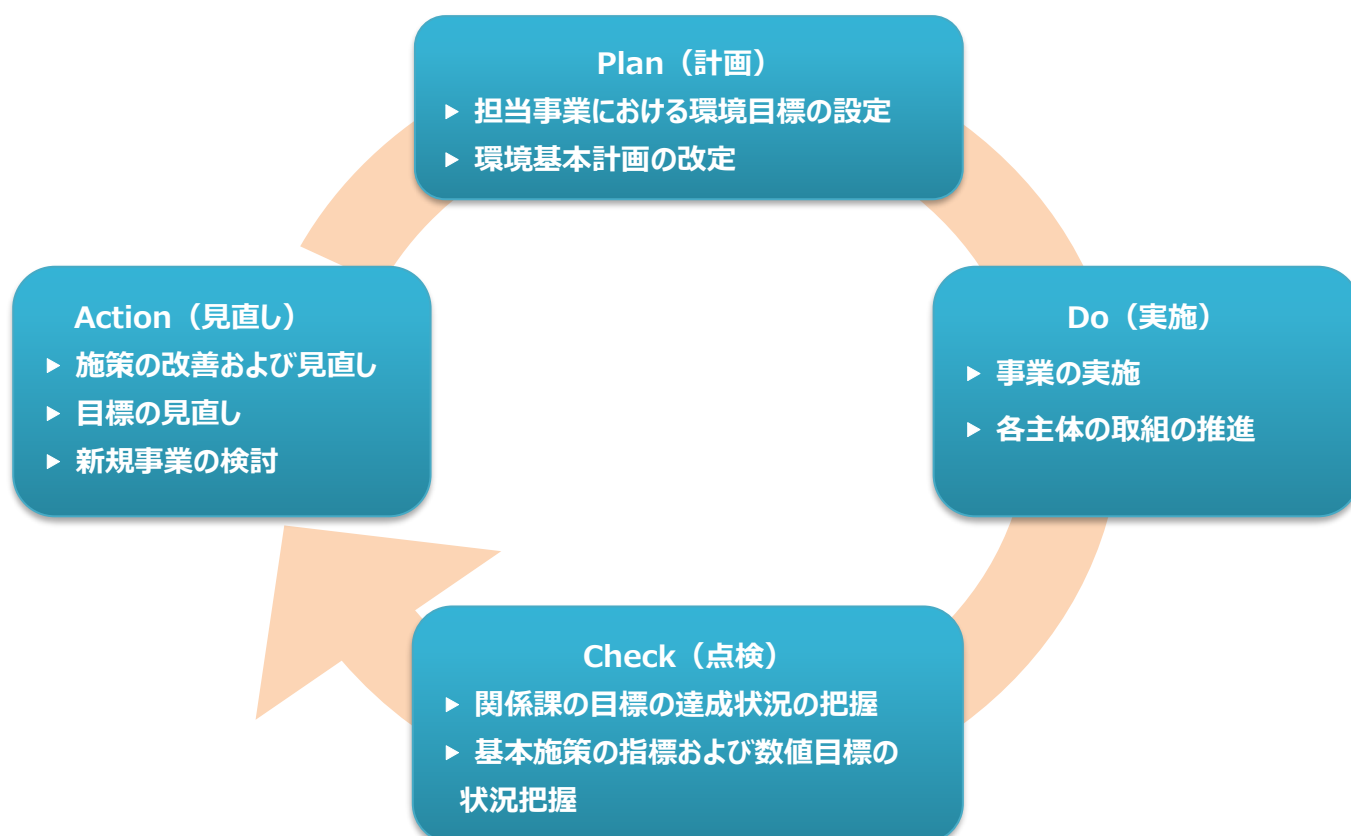 Plan（計画）
▶ 担当事業における環境目標の設定
▶ 環境基本計画の改定
Action（見直し）
▶ 施策の改善および見直し
▶ 目標の見直し
▶ 新規事業の検討
Do（実施）
▶ 事業の実施
▶ 各主体の取組の推進
Check（点検）
▶ 関係課の目標の達成状況の把握
▶ 基本施策の指標および数値目標の
状況把握